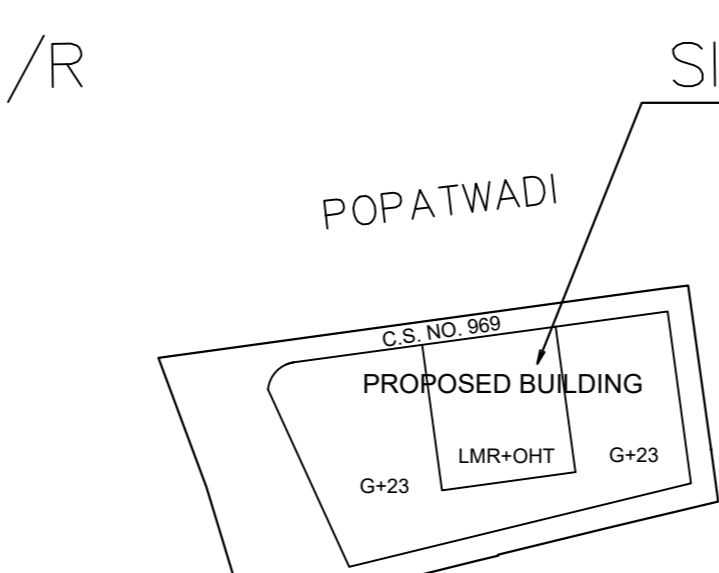 /R
SI
POPATWADI
C.S. NO. 969
PROPOSED BUILDING
LMR+OHT
G+23
G+23